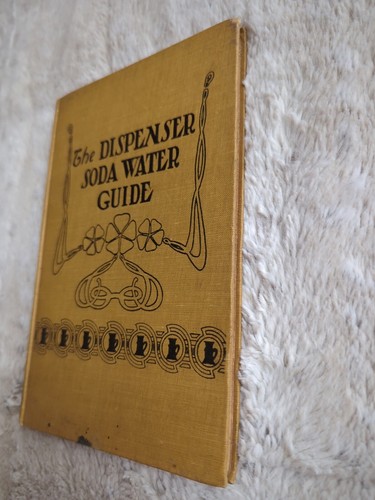 The DISPENSER
SODA WATER
GUIDE